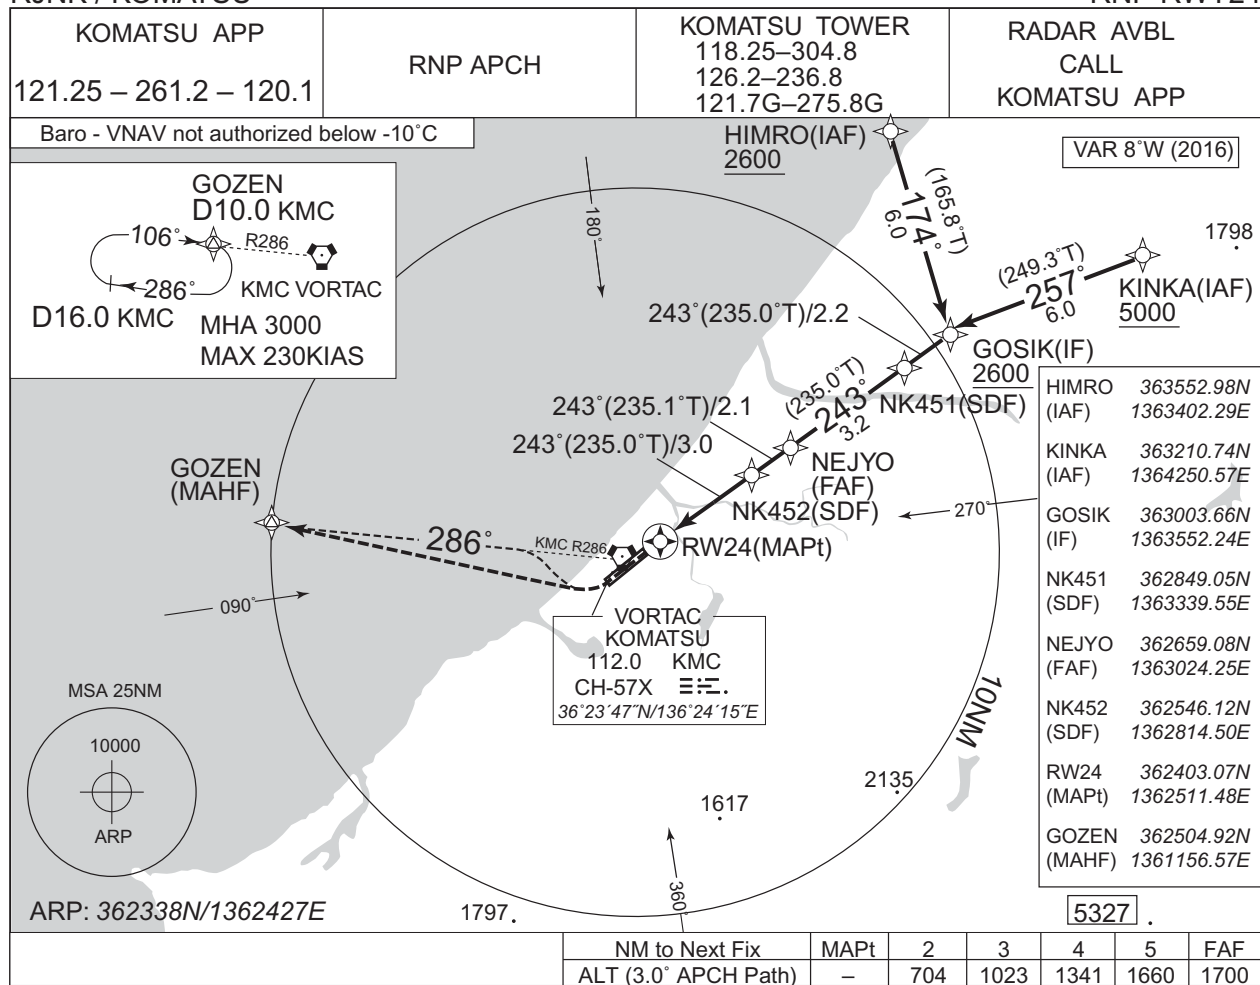 KOMATSU APP
121.25 – 261.2 – 120.1
RNP APCH
KOMATSU TOWER
118.25–304.8
126.2–236.8
121.7G–275.8G
RADAR AVBL
CALL
KOMATSU APP
Baro - VNAV not authorized below -10˚C
VAR 8˚W (2016)
HIMRO(IAF)
2600
GOZEN
D10.0 KMC
106˚
R286
286˚
KMC VORTAC
D16.0 KMC
MHA 3000
MAX 230KIAS
180˚
(165.8˚T)
174˚
6.0
1798
(249.3˚T)
257˚
6.0
KINKA(IAF)
5000
243˚(235.0˚T)/2.2
GOSIK(IF)
2600
NK451(SDF)
(235.0˚T)
243˚
3.2
243˚(235.1˚T)/2.1
243˚(235.0˚T)/3.0
NEJYO
(FAF)
NK452(SDF)
GOZEN
(MAHF)
286˚
KMC R286
RW24(MAPt)
270˚
090˚
VORTAC
KOMATSU
112.0 KMC
CH-57X
36˚23´47˝N/136˚24´15˝E
HIMRO 363552.98N
(IAF) 1363402.29E
KINKA 363210.74N
(IAF) 1364250.57E
GOSIK 363003.66N
(IF) 1363552.24E
NK451 362849.05N
(SDF) 1363339.55E
NEJYO 362659.08N
(FAF) 1363024.25E
NK452 362546.12N
(SDF) 1362814.50E
RW24 362403.07N
(MAPt) 1362511.48E
GOZEN 362504.92N
(MAHF) 1361156.57E
MSA 25NM
10000
ARP
10NM
2135
1617
360˚
ARP: 362338N/1362427E
1797
5327
NM to Next Fix MAPt 2 3 4 5 FAF
ALT (3.0˚ APCH Path) – 704 1023 1341 1660 1700